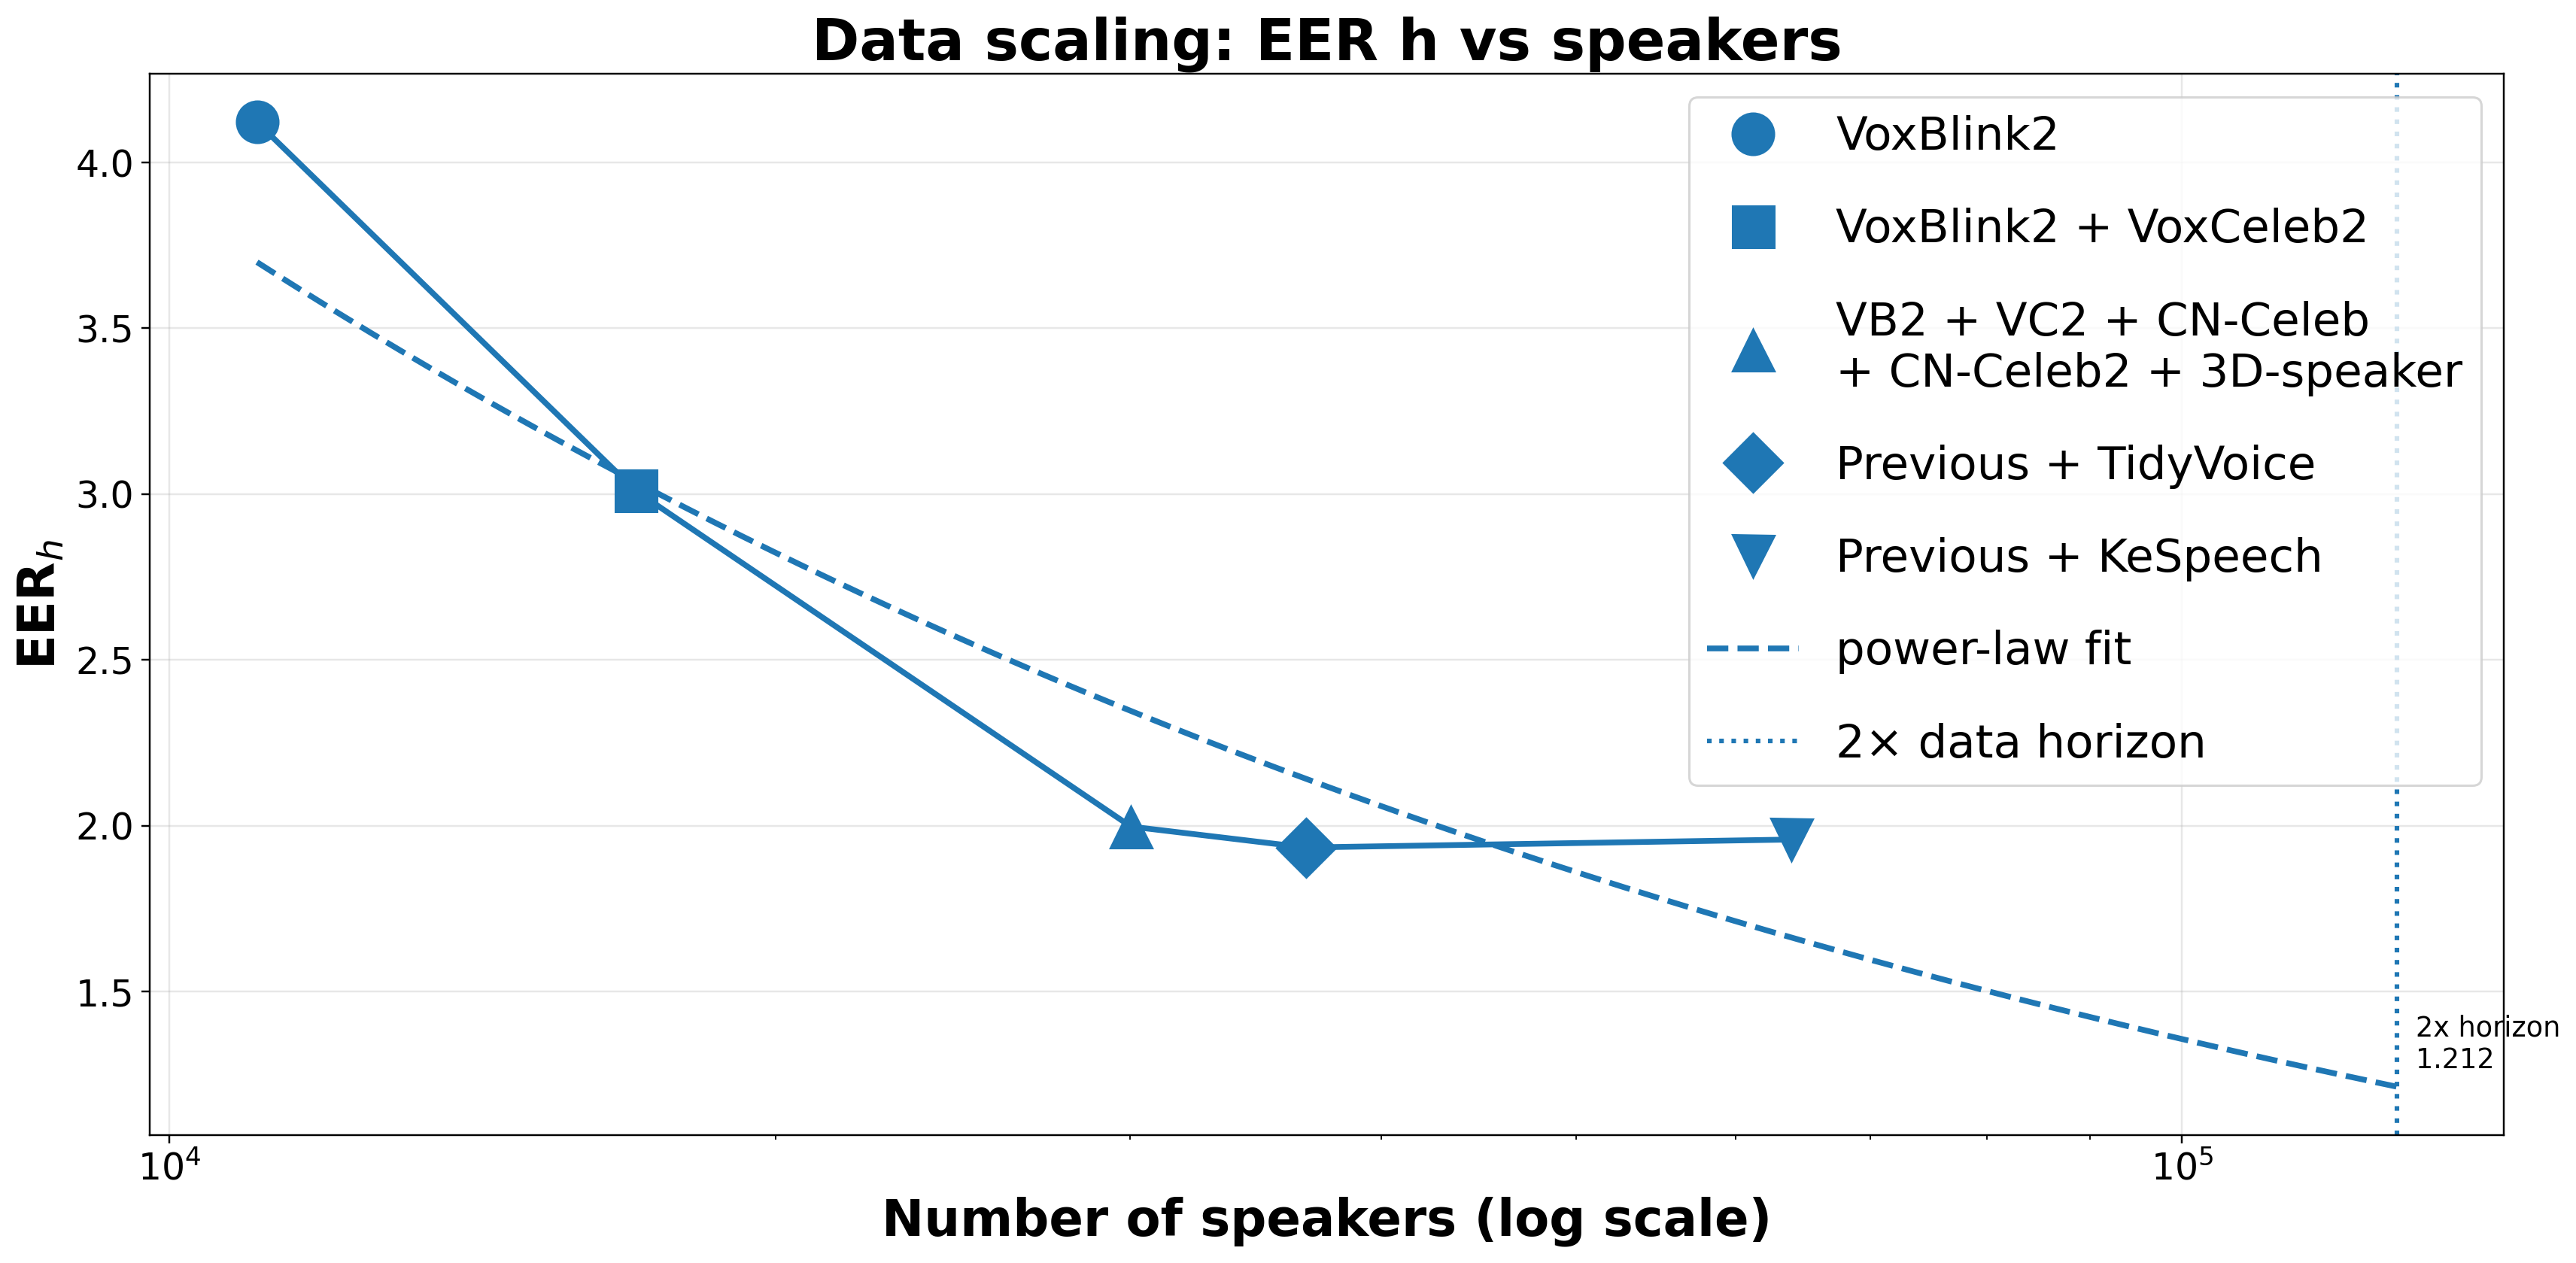 Data scaling: EER h vs speakers
EERₕ
4.0
3.5
3.0
2.5
2.0
1.5
VoxBlink2
VoxBlink2 + VoxCeleb2
VB2 + VC2 + CN-Celeb
+ CN-Celeb2 + 3D-speaker
Previous + TidyVoice
Previous + KeSpeech
power-law fit
2× data horizon
2x horizon
1.212
10⁴
10⁵
Number of speakers (log scale)